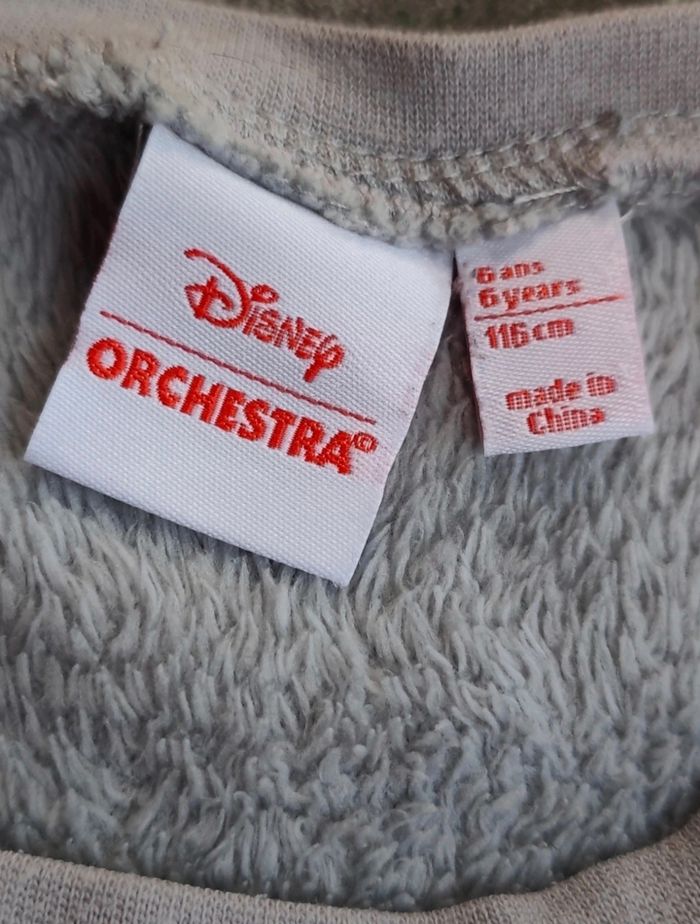 Disney
ORCHESTRA©
6 ans
6 years
116 cm
made in
China